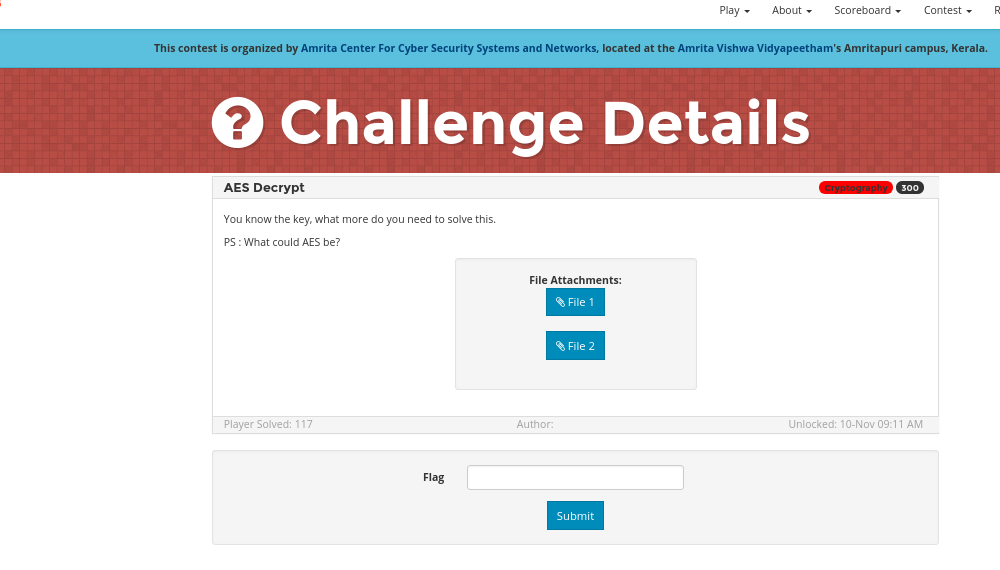 Play About Scoreboard Contest R
This contest is organized by Amrita Center For Cyber Security Systems and Networks, located at the Amrita Vishwa Vidyapeetham's Amritapuri campus, Kerala.
? Challenge Details
AES Decrypt Cryptography 300
You know the key, what more do you need to solve this.
PS : What could AES be?
File Attachments:
File 1
File 2
Player Solved: 117 Author: Unlocked: 10-Nov 09:11 AM
Flag
Submit